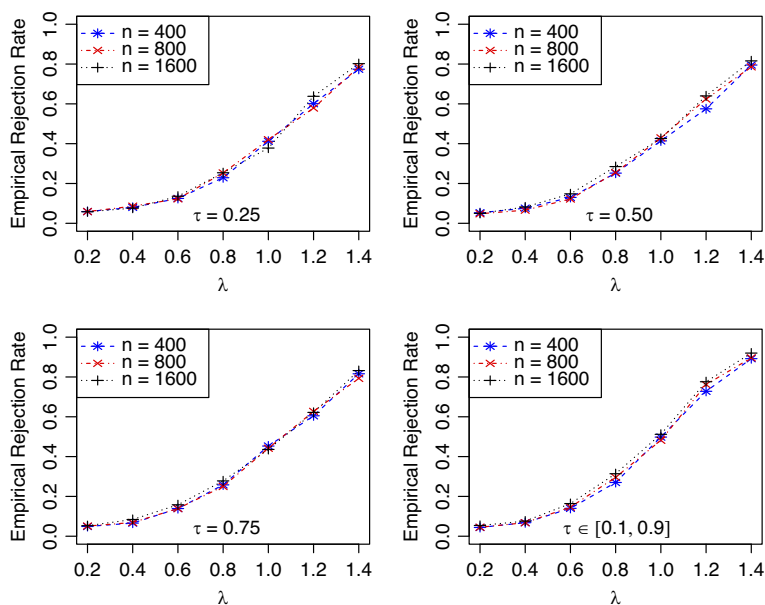 Empirical Rejection Rate
1.0
0.8
0.6
0.4
0.2
0.0
n = 400
n = 800
n = 1600
τ = 0.25
0.2 0.4 0.6 0.8 1.0 1.2 1.4
λ
Empirical Rejection Rate
1.0
0.8
0.6
0.4
0.2
0.0
n = 400
n = 800
n = 1600
τ = 0.50
0.2 0.4 0.6 0.8 1.0 1.2 1.4
λ
Empirical Rejection Rate
1.0
0.8
0.6
0.4
0.2
0.0
n = 400
n = 800
n = 1600
τ = 0.75
0.2 0.4 0.6 0.8 1.0 1.2 1.4
λ
Empirical Rejection Rate
1.0
0.8
0.6
0.4
0.2
0.0
n = 400
n = 800
n = 1600
τ ∈ [0.1, 0.9]
0.2 0.4 0.6 0.8 1.0 1.2 1.4
λ